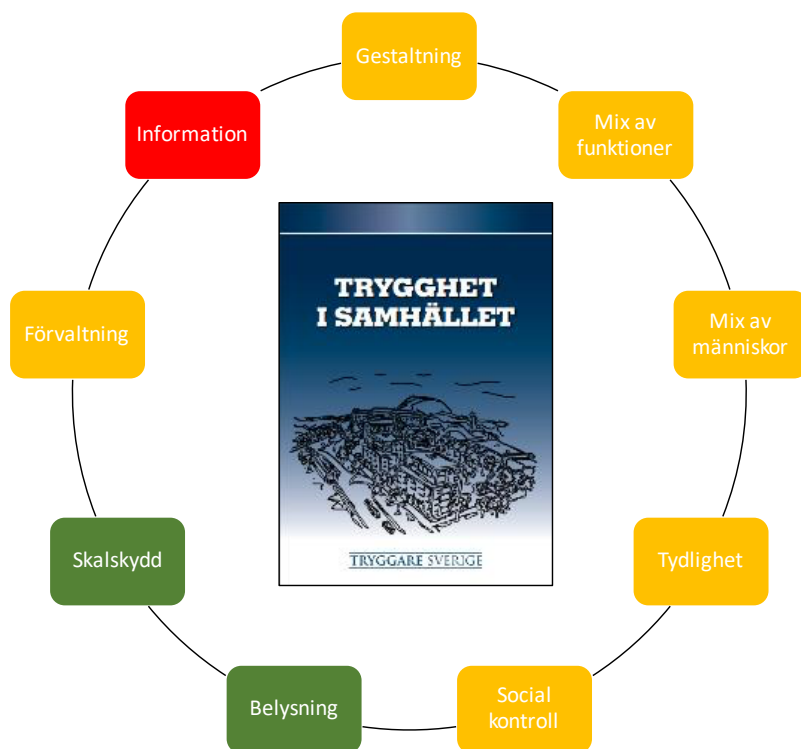 Gestaltning
Mix av
funktioner
Mix av
människor
Tydlighet
Social
kontroll
Belysning
Skalskydd
Förvaltning
Information
TRYGGHET
I SAMHÄLLET
TRYGGARE SVERIGE